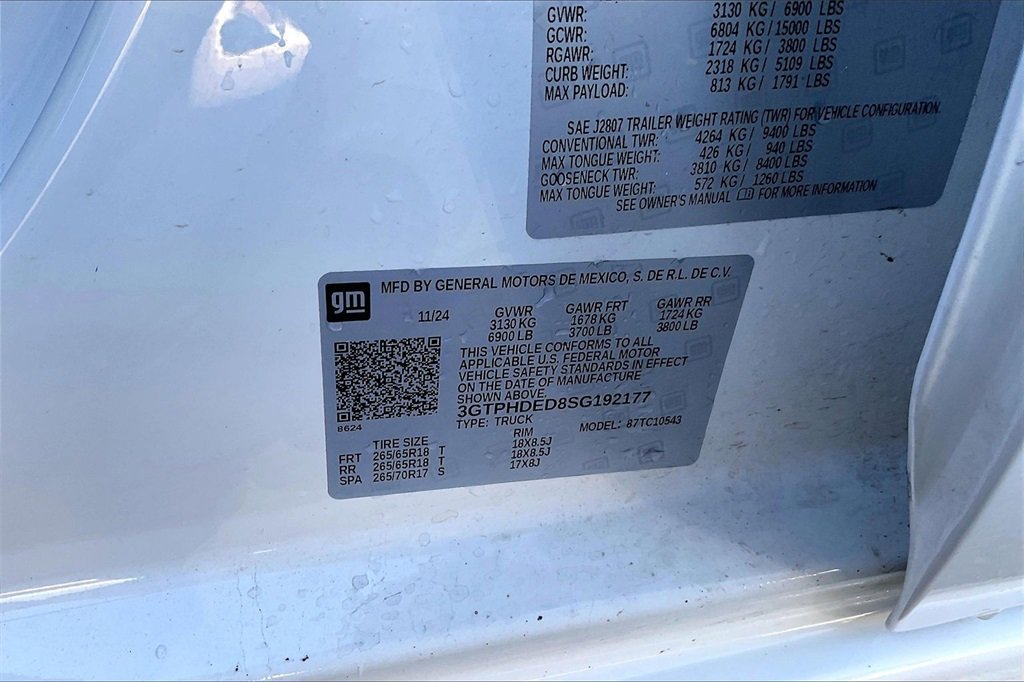 GVWR: 3130 KG / 6900 LBS
GCWR: 6804 KG / 15000 LBS
RGAWR: 1724 KG / 3800 LBS
CURB WEIGHT: 2318 KG / 5109 LBS
MAX PAYLOAD: 813 KG / 1791 LBS
SAE J2807 TRAILER WEIGHT RATING (TWR) FOR VEHICLE CONFIGURATION.
CONVENTIONAL TWR: 4264 KG / 9400 LBS
MAX TONGUE WEIGHT: 426 KG / 940 LBS
GOOSENECK TWR: 3810 KG / 8400 LBS
MAX TONGUE WEIGHT: 572 KG / 1260 LBS
SEE OWNER'S MANUAL FOR MORE INFORMATION
gm MFD BY GENERAL MOTORS DE MEXICO, S. DE R.L. DE C.V.
11/24 GVWR GAWR FRT GAWR RR
3130 KG 1678 KG 1724 KG
6900 LB 3700 LB 3800 LB
THIS VEHICLE CONFORMS TO ALL
APPLICABLE U.S. FEDERAL MOTOR
VEHICLE SAFETY STANDARDS IN EFFECT
ON THE DATE OF MANUFACTURE
SHOWN ABOVE.
3GTPHDED8SG192177
8624 TYPE: TRUCK MODEL: 87TC10543
TIRE SIZE RIM
FRT 265/65R18 T 18X8.5J
RR 265/65R18 T 18X8.5J
SPA 265/70R17 S 17X8J